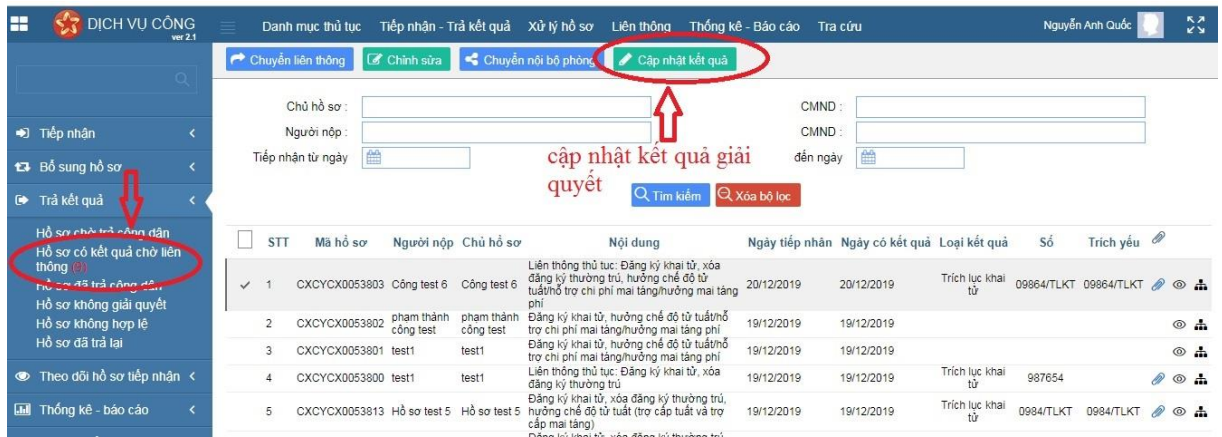 DỊCH VỤ CÔNG
ver 2.1
Danh mục thủ tục Tiếp nhận - Trả kết quả Xử lý hồ sơ Liên thông Thống kê - Báo cáo Tra cứu
Nguyễn Anh Quốc
Chuyển liên thông Chỉnh sửa Chuyển nội bộ phòng Cập nhật kết quả
Chủ hồ sơ :
CMND :
Người nộp :
CMND :
Tiếp nhận từ ngày
đến ngày
cập nhật kết quả giải
quyết
Tìm kiếm Xóa bộ lọc
Tiếp nhận
Bổ sung hồ sơ
Trả kết quả
Hồ sơ chờ trả công dân
Hồ sơ có kết quả chờ liên
thông (9)
Hồ sơ đã trả công dân
Hồ sơ không giải quyết
Hồ sơ không hợp lệ
Hồ sơ đã trả lại
Theo dõi hồ sơ tiếp nhận
Thống kê - báo cáo
STT Mã hồ sơ Người nộp Chủ hồ sơ Nội dung Ngày tiếp nhân Ngày có kết quả Loại kết quả Số Trích yếu
1 CXCYCX0053803 Công test 6 Công test 6 Liên thông thủ tục: Đăng ký khai tử, xóa
đăng ký thường trú, hưởng chế độ tử
tuất/hỗ trợ chi phí mai táng/hưởng mai táng
phí
20/12/2019 20/12/2019 Trích lục khai
tử
09864/TLKT 09864/TLKT
2 CXCYCX0053802 phạm thành
công test
phạm thành
công test
Đăng ký khai tử, hưởng chế độ tử tuất/hỗ
trợ chi phí mai táng/hưởng mai táng phí
19/12/2019 19/12/2019
3 CXCYCX0053801 test1 test1 Đăng ký khai tử, hưởng chế độ tử tuất/hỗ
trợ chi phí mai táng/hưởng mai táng phí
19/12/2019 19/12/2019
4 CXCYCX0053800 test1 test1 Liên thông thủ tục: Đăng ký khai tử, xóa
đăng ký thường trú
19/12/2019 19/12/2019 Trích lục khai
tử
987654
5 CXCYCX0053813 Hồ sơ test 5 Hồ sơ test 5 Đăng ký khai tử, xóa đăng ký thường trú,
hưởng chế độ tử tuất (trợ cấp tuất và trợ
cấp mai táng)
19/12/2019 19/12/2019 Trích lục khai
tử
0984/TLKT 0984/TLKT